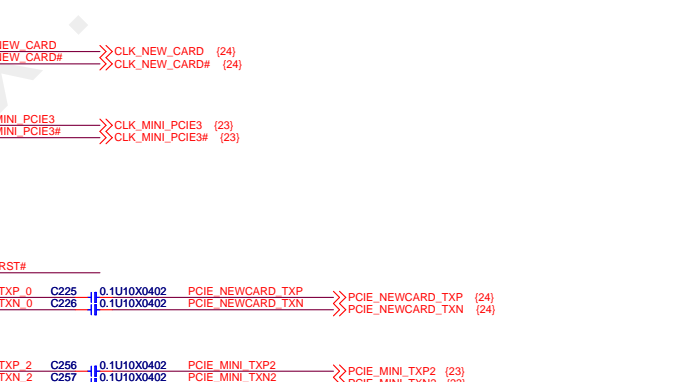 NEW_CARD CLK_NEW_CARD {24}
NEW_CARD# CLK_NEW_CARD# {24}
MINI_PCIE3 CLK_MINI_PCIE3 {23}
MINI_PCIE3# CLK_MINI_PCIE3# {23}
RST#
TXP_0 C225 0.1U10X0402 PCIE_NEWCARD_TXP PCIE_NEWCARD_TXP {24}
TXN_0 C226 0.1U10X0402 PCIE_NEWCARD_TXN PCIE_NEWCARD_TXN {24}
TXP_2 C256 0.1U10X0402 PCIE_MINI_TXP2 PCIE_MINI_TXP2 {23}
TXN_2 C257 0.1U10X0402 PCIE_MINI_TXN2 PCIE_MINI_TXN2 {23}